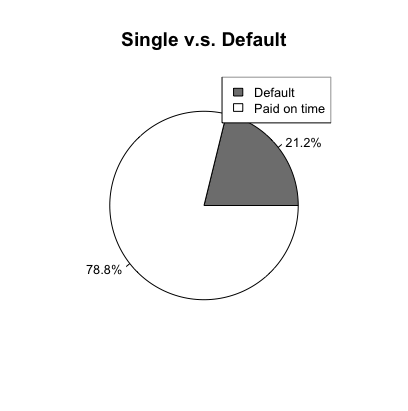 Single v.s. Default
Default
Paid on time
21.2%
78.8%